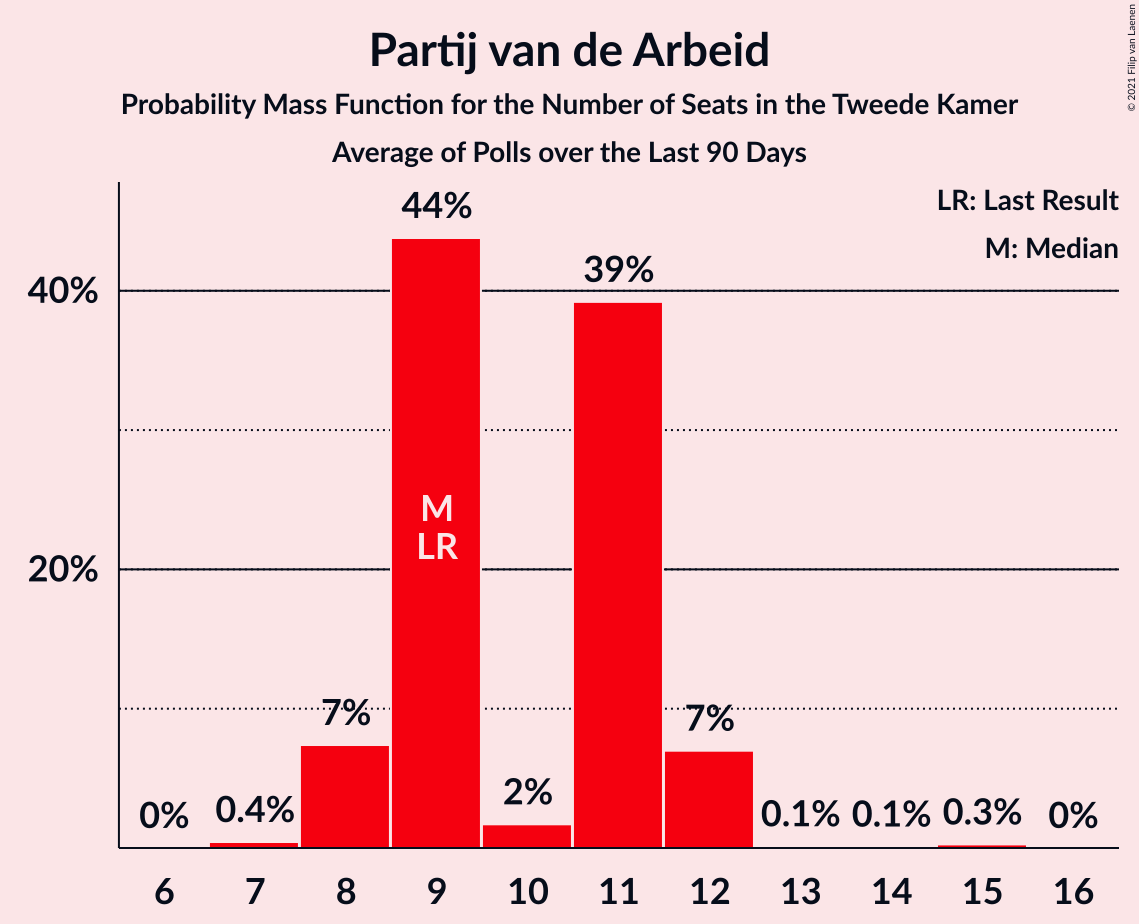 Partij van de Arbeid
Probability Mass Function for the Number of Seats in the Tweede Kamer
Average of Polls over the Last 90 Days
© 2021 Filip van Laenen
LR: Last Result
M: Median
40%
20%
0%
0.4%
7%
44%
2%
39%
7%
0.1%
0.1%
0.3%
0%
M
LR
6 7 8 9 10 11 12 13 14 15 16